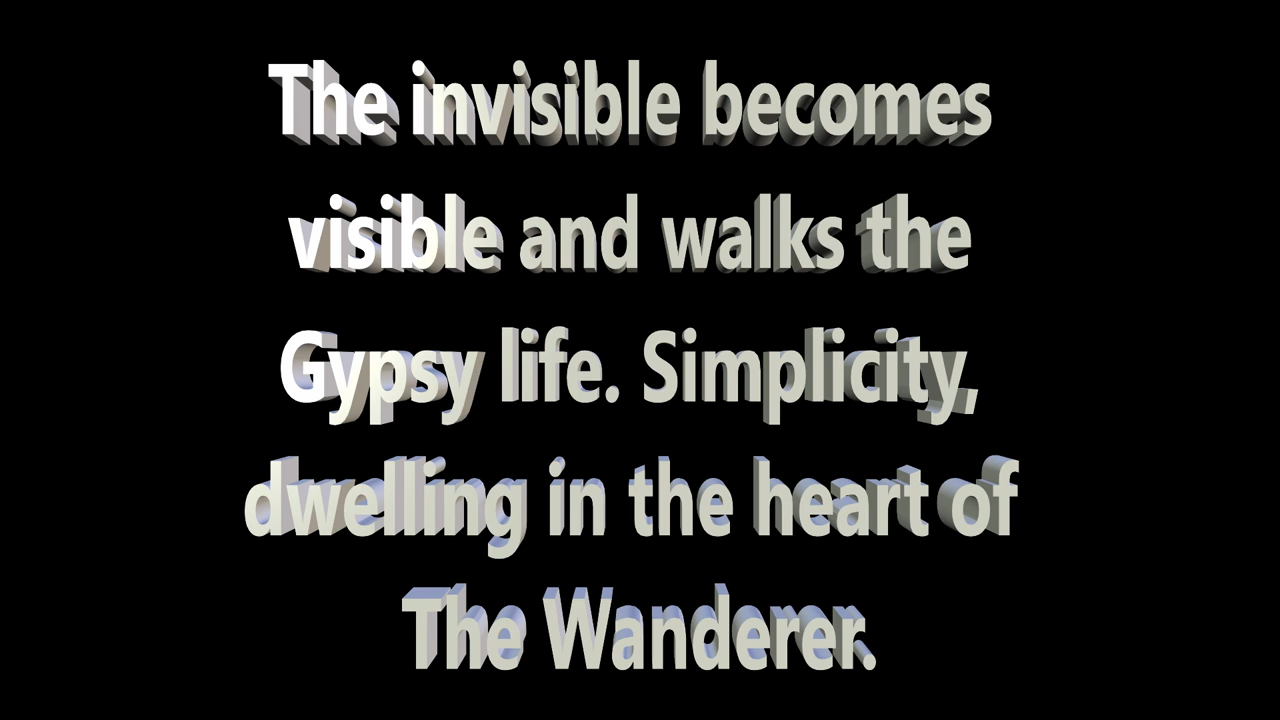 The invisible becomes
visible and walks the
Gypsy life. Simplicity,
dwelling in the heart of
The Wanderer.